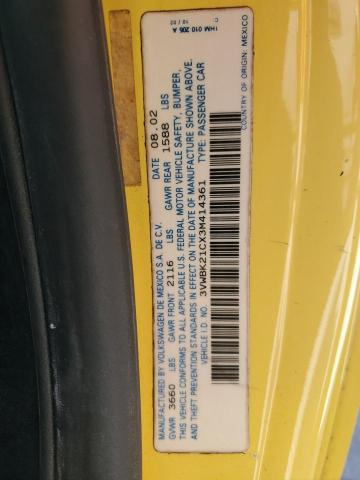 1HM 010 205 A
MANUFACTURED BY VOLKSWAGEN DE MEXICO S.A. DE C.V. DATE 08.02
GVWR 3660 LBS GAWR FRONT 2116 LBS GAWR REAR 1588 LBS
THIS VEHICLE CONFORMS TO ALL APPLICABLE U.S. FEDERAL MOTOR VEHICLE SAFETY, BUMPER,
AND THEFT PREVENTION STANDARDS IN EFFECT ON THE DATE OF MANUFACTURE SHOWN ABOVE.
VEHICLE I.D. NO. 3VWBK21CX3M414361 TYPE: PASSENGER CAR
COUNTRY OF ORIGIN: MEXICO